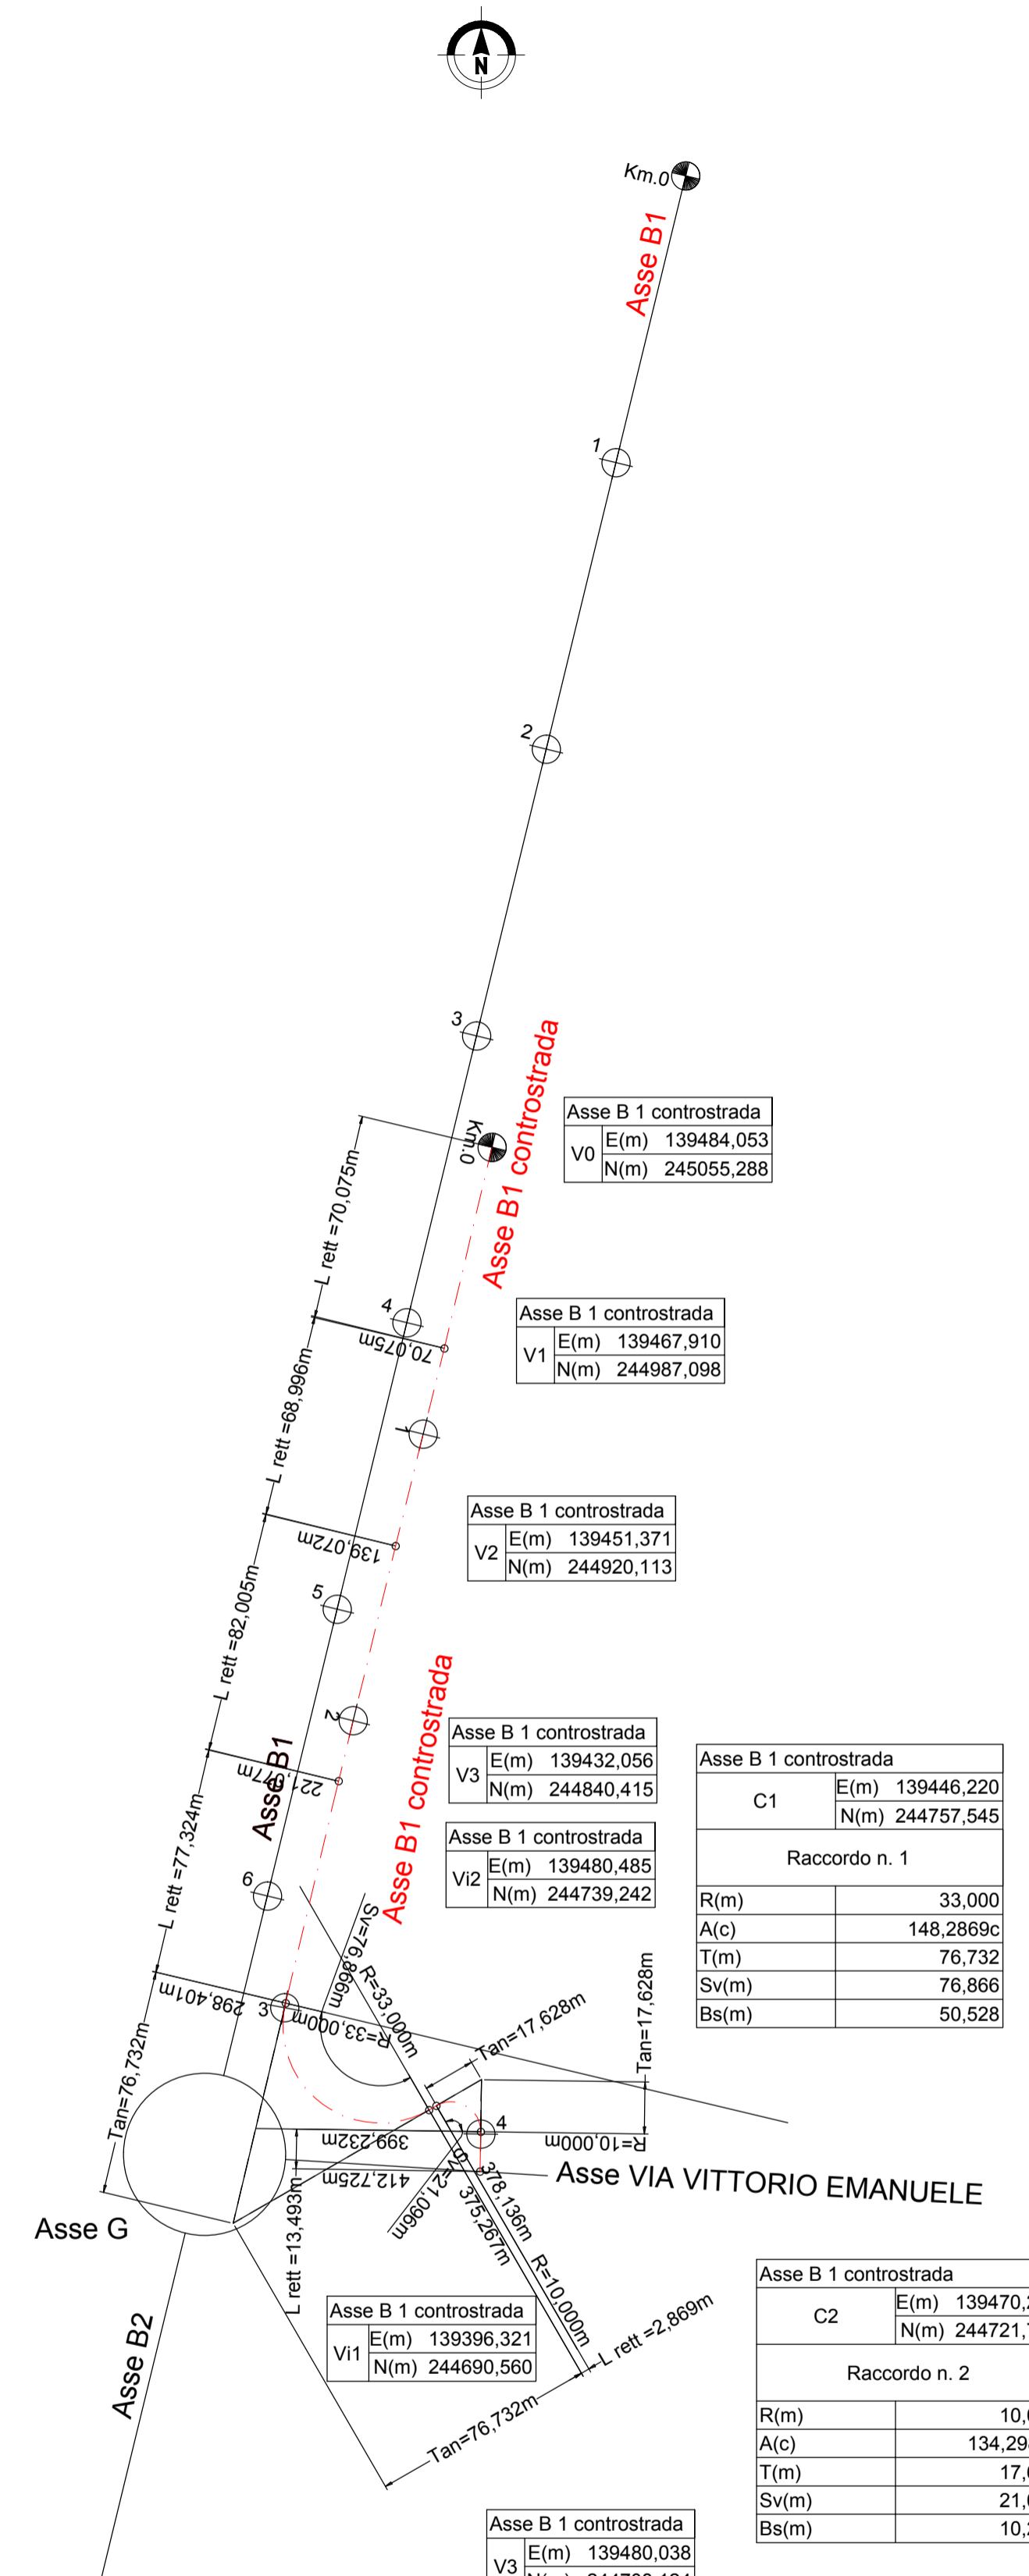 N
Km.0
Asse B1
1
2
3
Asse B1 controstrada
Km.0
Asse B 1 controstrada
V0
E(m) 139484,053
N(m) 245055,288
L rett =70,075m
4
70,075m
Asse B 1 controstrada
V1
E(m) 139467,910
N(m) 244987,098
L rett =68,996m
1
139,072m
Asse B 1 controstrada
V2
E(m) 139451,371
N(m) 244920,113
5
L rett =82,005m
2
Asse B1 controstrada
Asse B 1 controstrada
V3
E(m) 139432,056
N(m) 244840,415
Asse B1
221,077m
Asse B 1 controstrada
C1
E(m) 139446,220
N(m) 244757,545
Raccordo n. 1
R(m) 33,000
A(c) 148,2869c
T(m) 76,732
Sv(m) 76,866
Bs(m) 50,528
Asse B 1 controstrada
Vi2
E(m) 139480,485
N(m) 244739,242
L rett =77,324m
6
Sv=76,866m
R=33,000m
298,401m
3
R=33,000m
Tan=17,628m
Tan=17,628m
Tan=76,732m
4
399,232m
R=10,000m
412,725m
Sv=21,096m
378,136m
375,267m
R=10,000m
Asse VIA VITTORIO EMANUELE
Asse G
L rett =13,493m
Asse B 1 controstrada
Vi1
E(m) 139396,321
N(m) 244690,560
L rett =2,869m
Tan=76,732m
Asse B2
Asse B 1 controstrada
C2
E(m)
N(m)
Raccordo n. 2
R(m)
A(c)
T(m)
Sv(m)
Bs(m)
Asse B 1 controstrada
V3
E(m) 139480,038